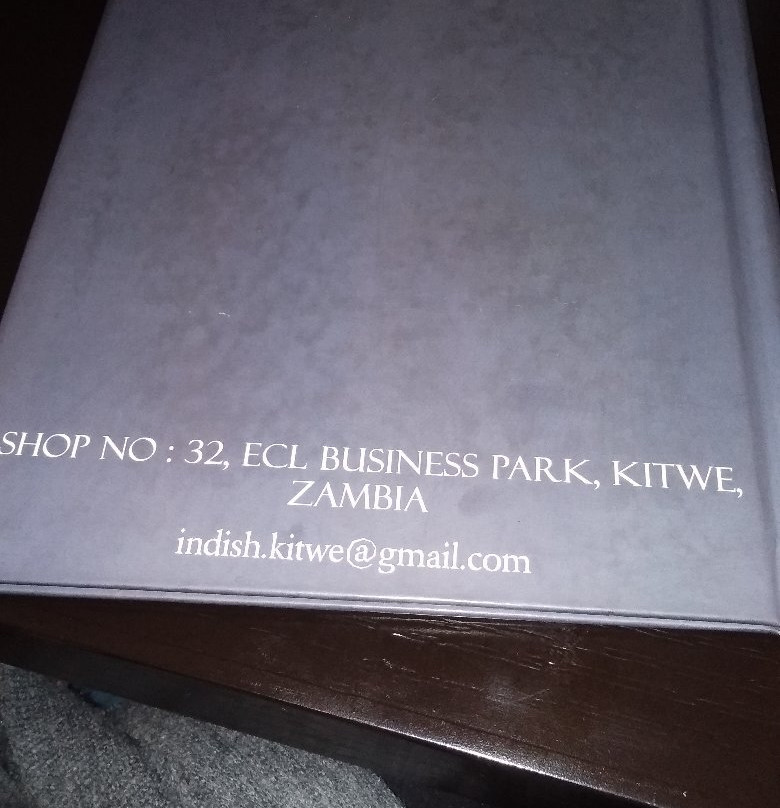 SHOP NO : 32, ECL BUSINESS PARK, KITWE,
ZAMBIA
indish.kitwe@gmail.com